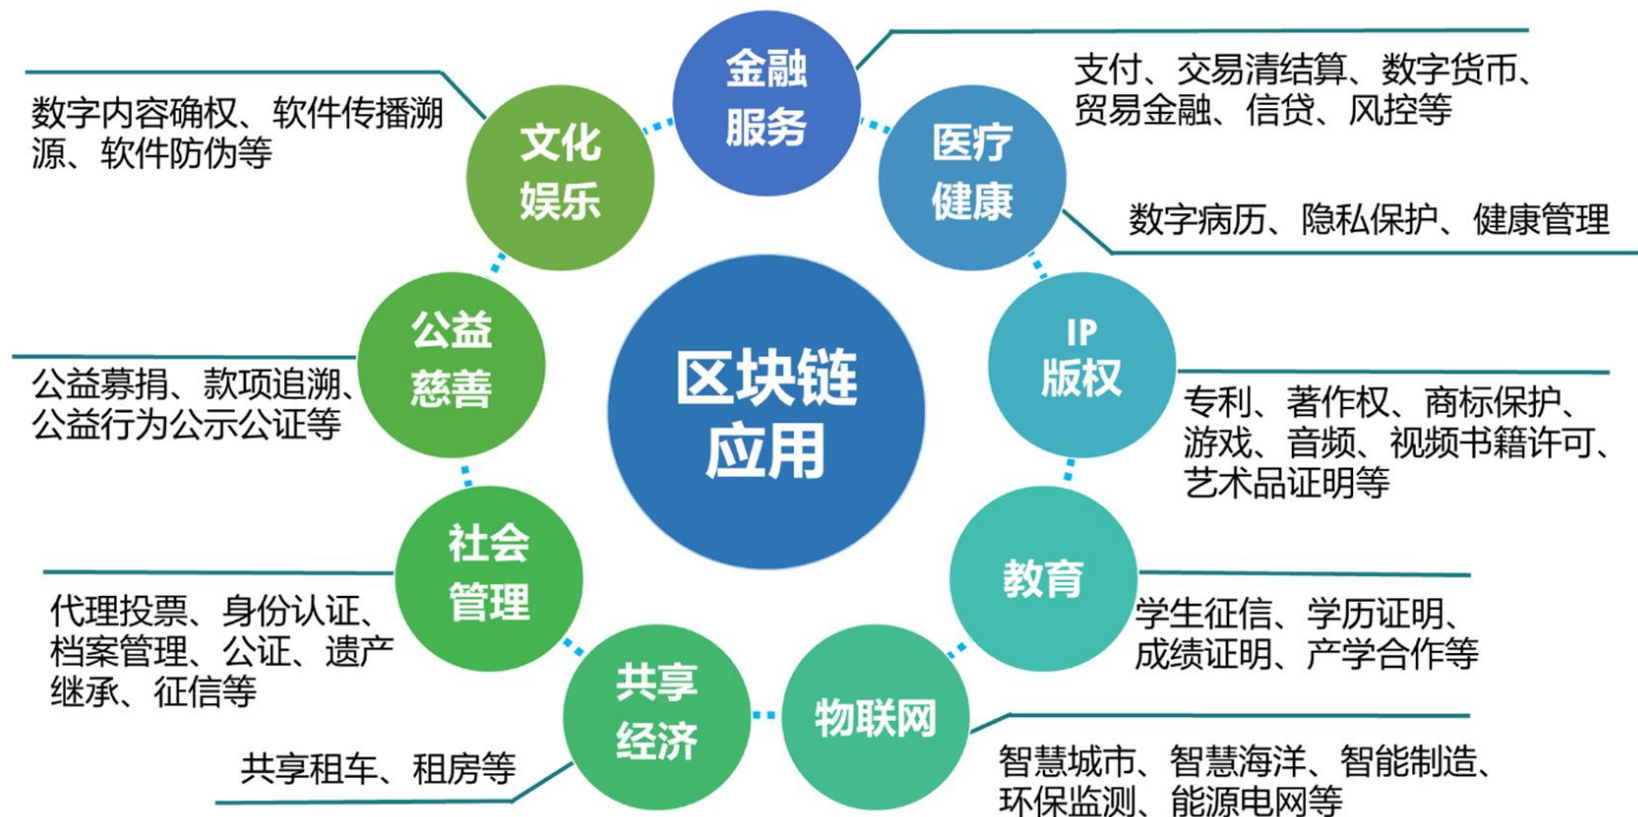 区块链
应用
金融
服务
支付、交易清结算、数字货币、
贸易金融、信贷、风控等
医疗
健康
数字病历、隐私保护、健康管理
IP
版权
专利、著作权、商标保护、
游戏、音频、视频书籍许可、
艺术品证明等
教育
学生征信、学历证明、
成绩证明、产学合作等
物联网
智慧城市、智慧海洋、智能制造、
环保监测、能源电网等
共享
经济
共享租车、租房等
社会
管理
代理投票、身份认证、
档案管理、公证、遗产
继承、征信等
公益
慈善
公益募捐、款项追溯、
公益行为公示公证等
文化
娱乐
数字内容确权、软件传播溯
源、软件防伪等